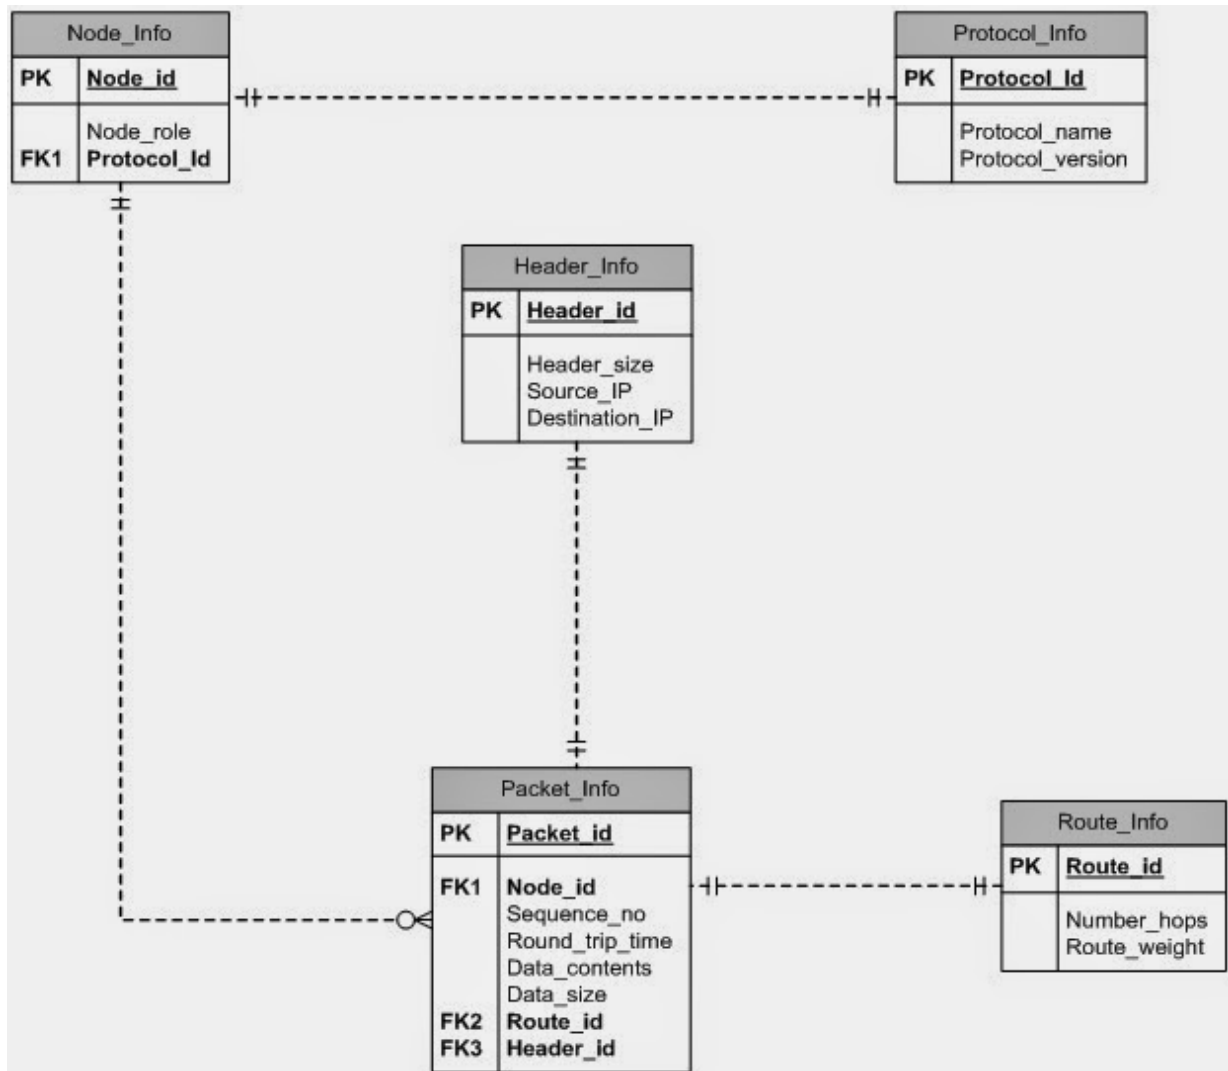 Node_Info
PK Node_id
Node_role
FK1 Protocol_Id
Protocol_Info
PK Protocol_Id
Protocol_name
Protocol_version
Header_Info
PK Header_id
Header_size
Source_IP
Destination_IP
Packet_Info
PK Packet_id
FK1 Node_id
Sequence_no
Round_trip_time
Data_contents
Data_size
FK2 Route_id
FK3 Header_id
Route_Info
PK Route_id
Number_hops
Route_weight